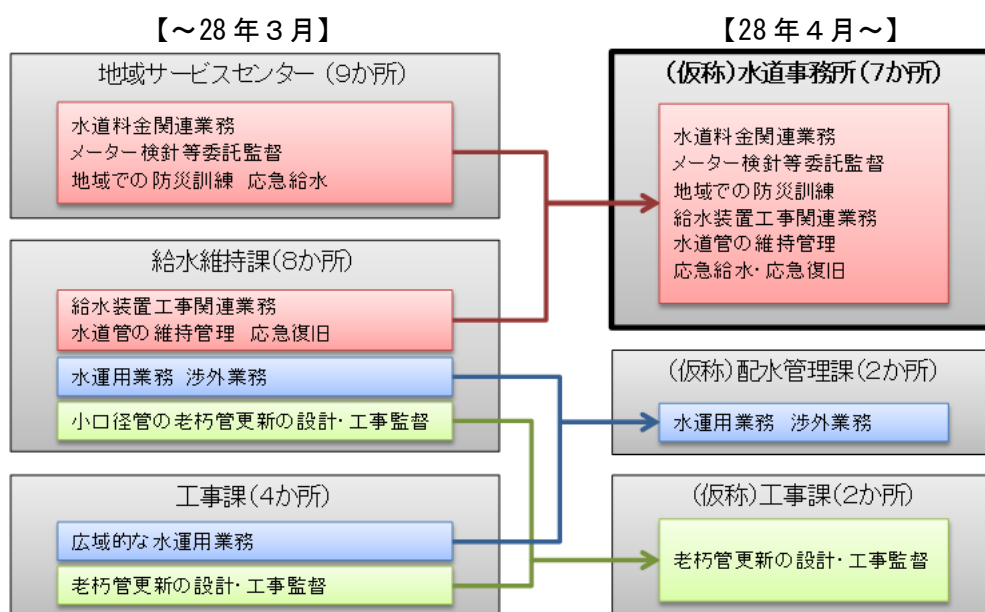 【～28年3月】
地域サービスセンター（9か所）
水道料金関連業務
メーター検針等委託監督
地域での防災訓練 応急給水
給水維持課(8か所)
給水装置工事関連業務
水道管の維持管理 応急復旧
水運用業務 渉外業務
小口径管の老朽管更新の設計・工事監督
工事課(4か所)
広域的な水運用業務
老朽管更新の設計・工事監督
【28年4月～】
(仮称)水道事務所(7か所)
水道料金関連業務
メーター検針等委託監督
地域での防災訓練
給水装置工事関連業務
水道管の維持管理
応急給水・応急復旧
(仮称)配水管理課(2か所)
水運用業務 渉外業務
(仮称)工事課(2か所)
老朽管更新の設計・工事監督